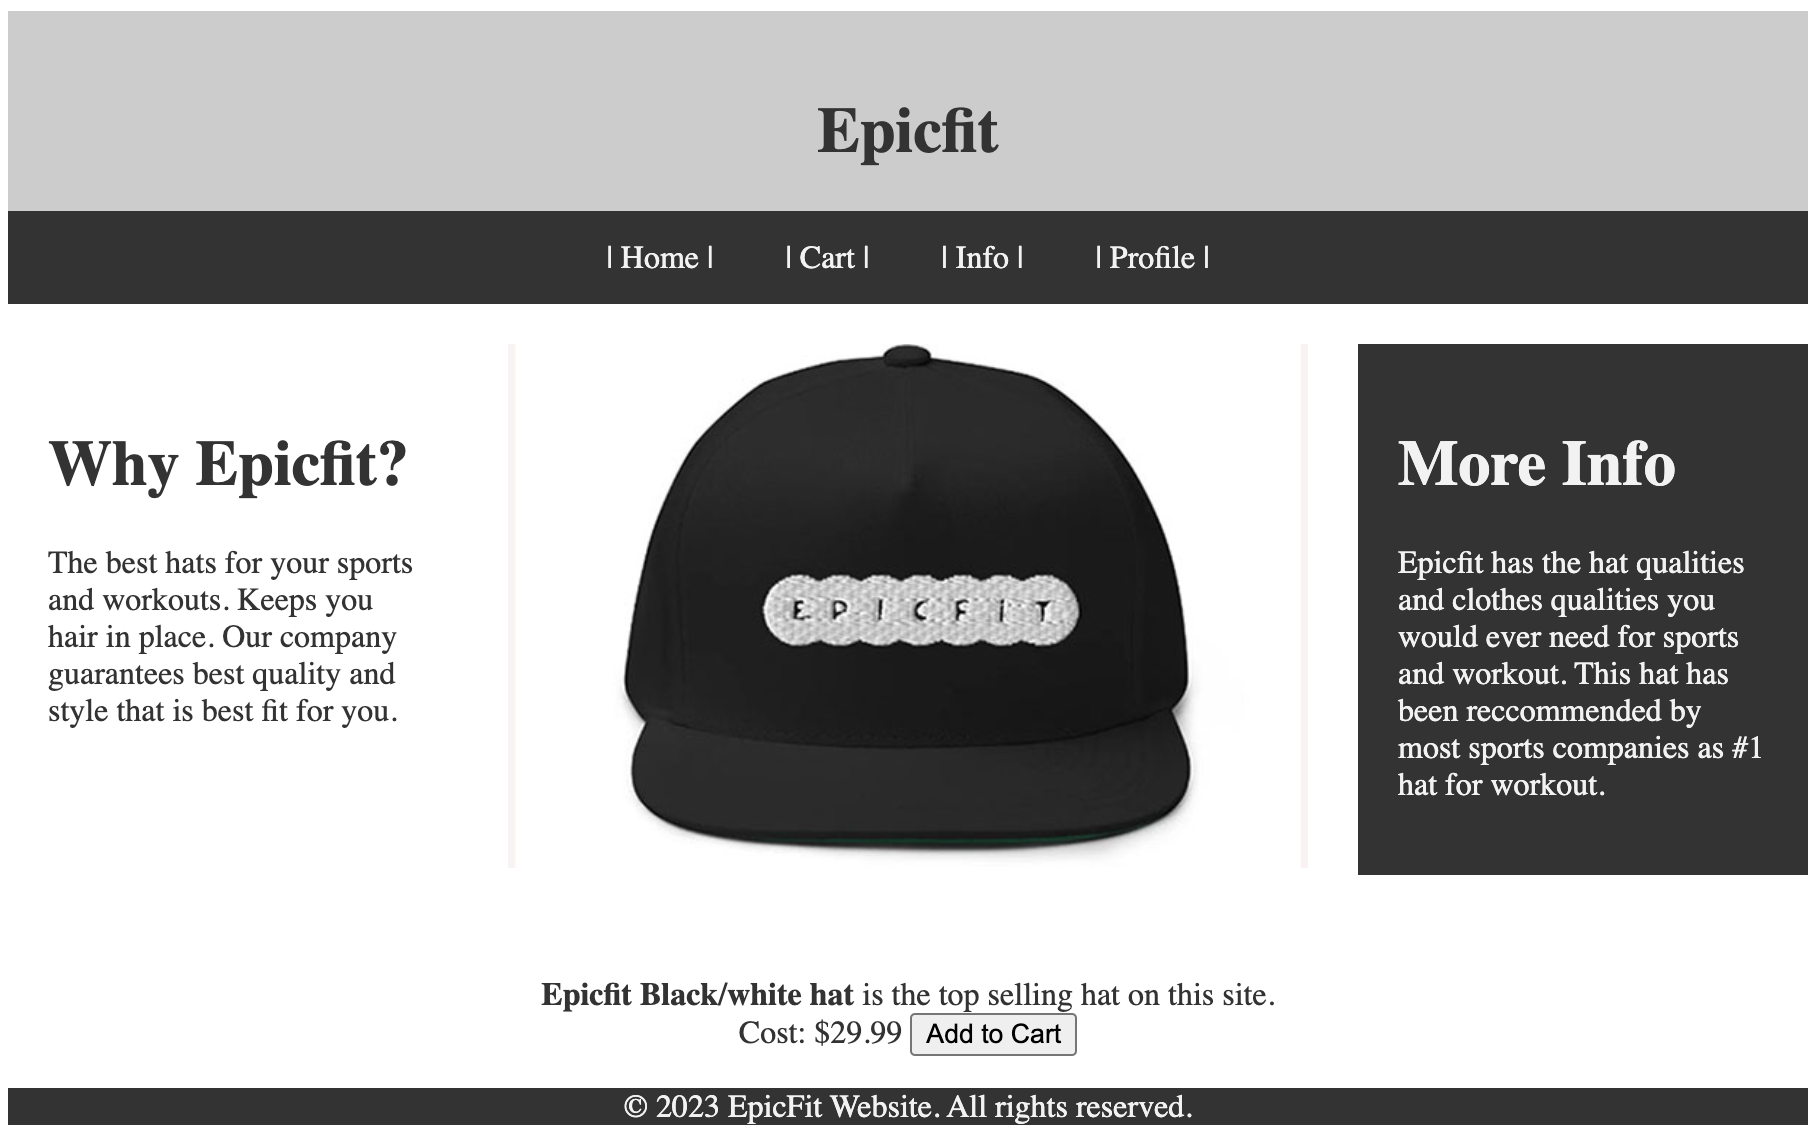 Epicfit
| Home | | Cart | | Info | | Profile |
Why Epicfit?
The best hats for your sports
and workouts. Keeps you
hair in place. Our company
guarantees best quality and
style that is best fit for you.
EPICFIT
More Info
Epicfit has the hat qualities
and clothes qualities you
would ever need for sports
and workout. This hat has
been reccommended by
most sports companies as #1
hat for workout.
Epicfit Black/white hat is the top selling hat on this site.
Cost: $29.99 Add to Cart
© 2023 EpicFit Website. All rights reserved.